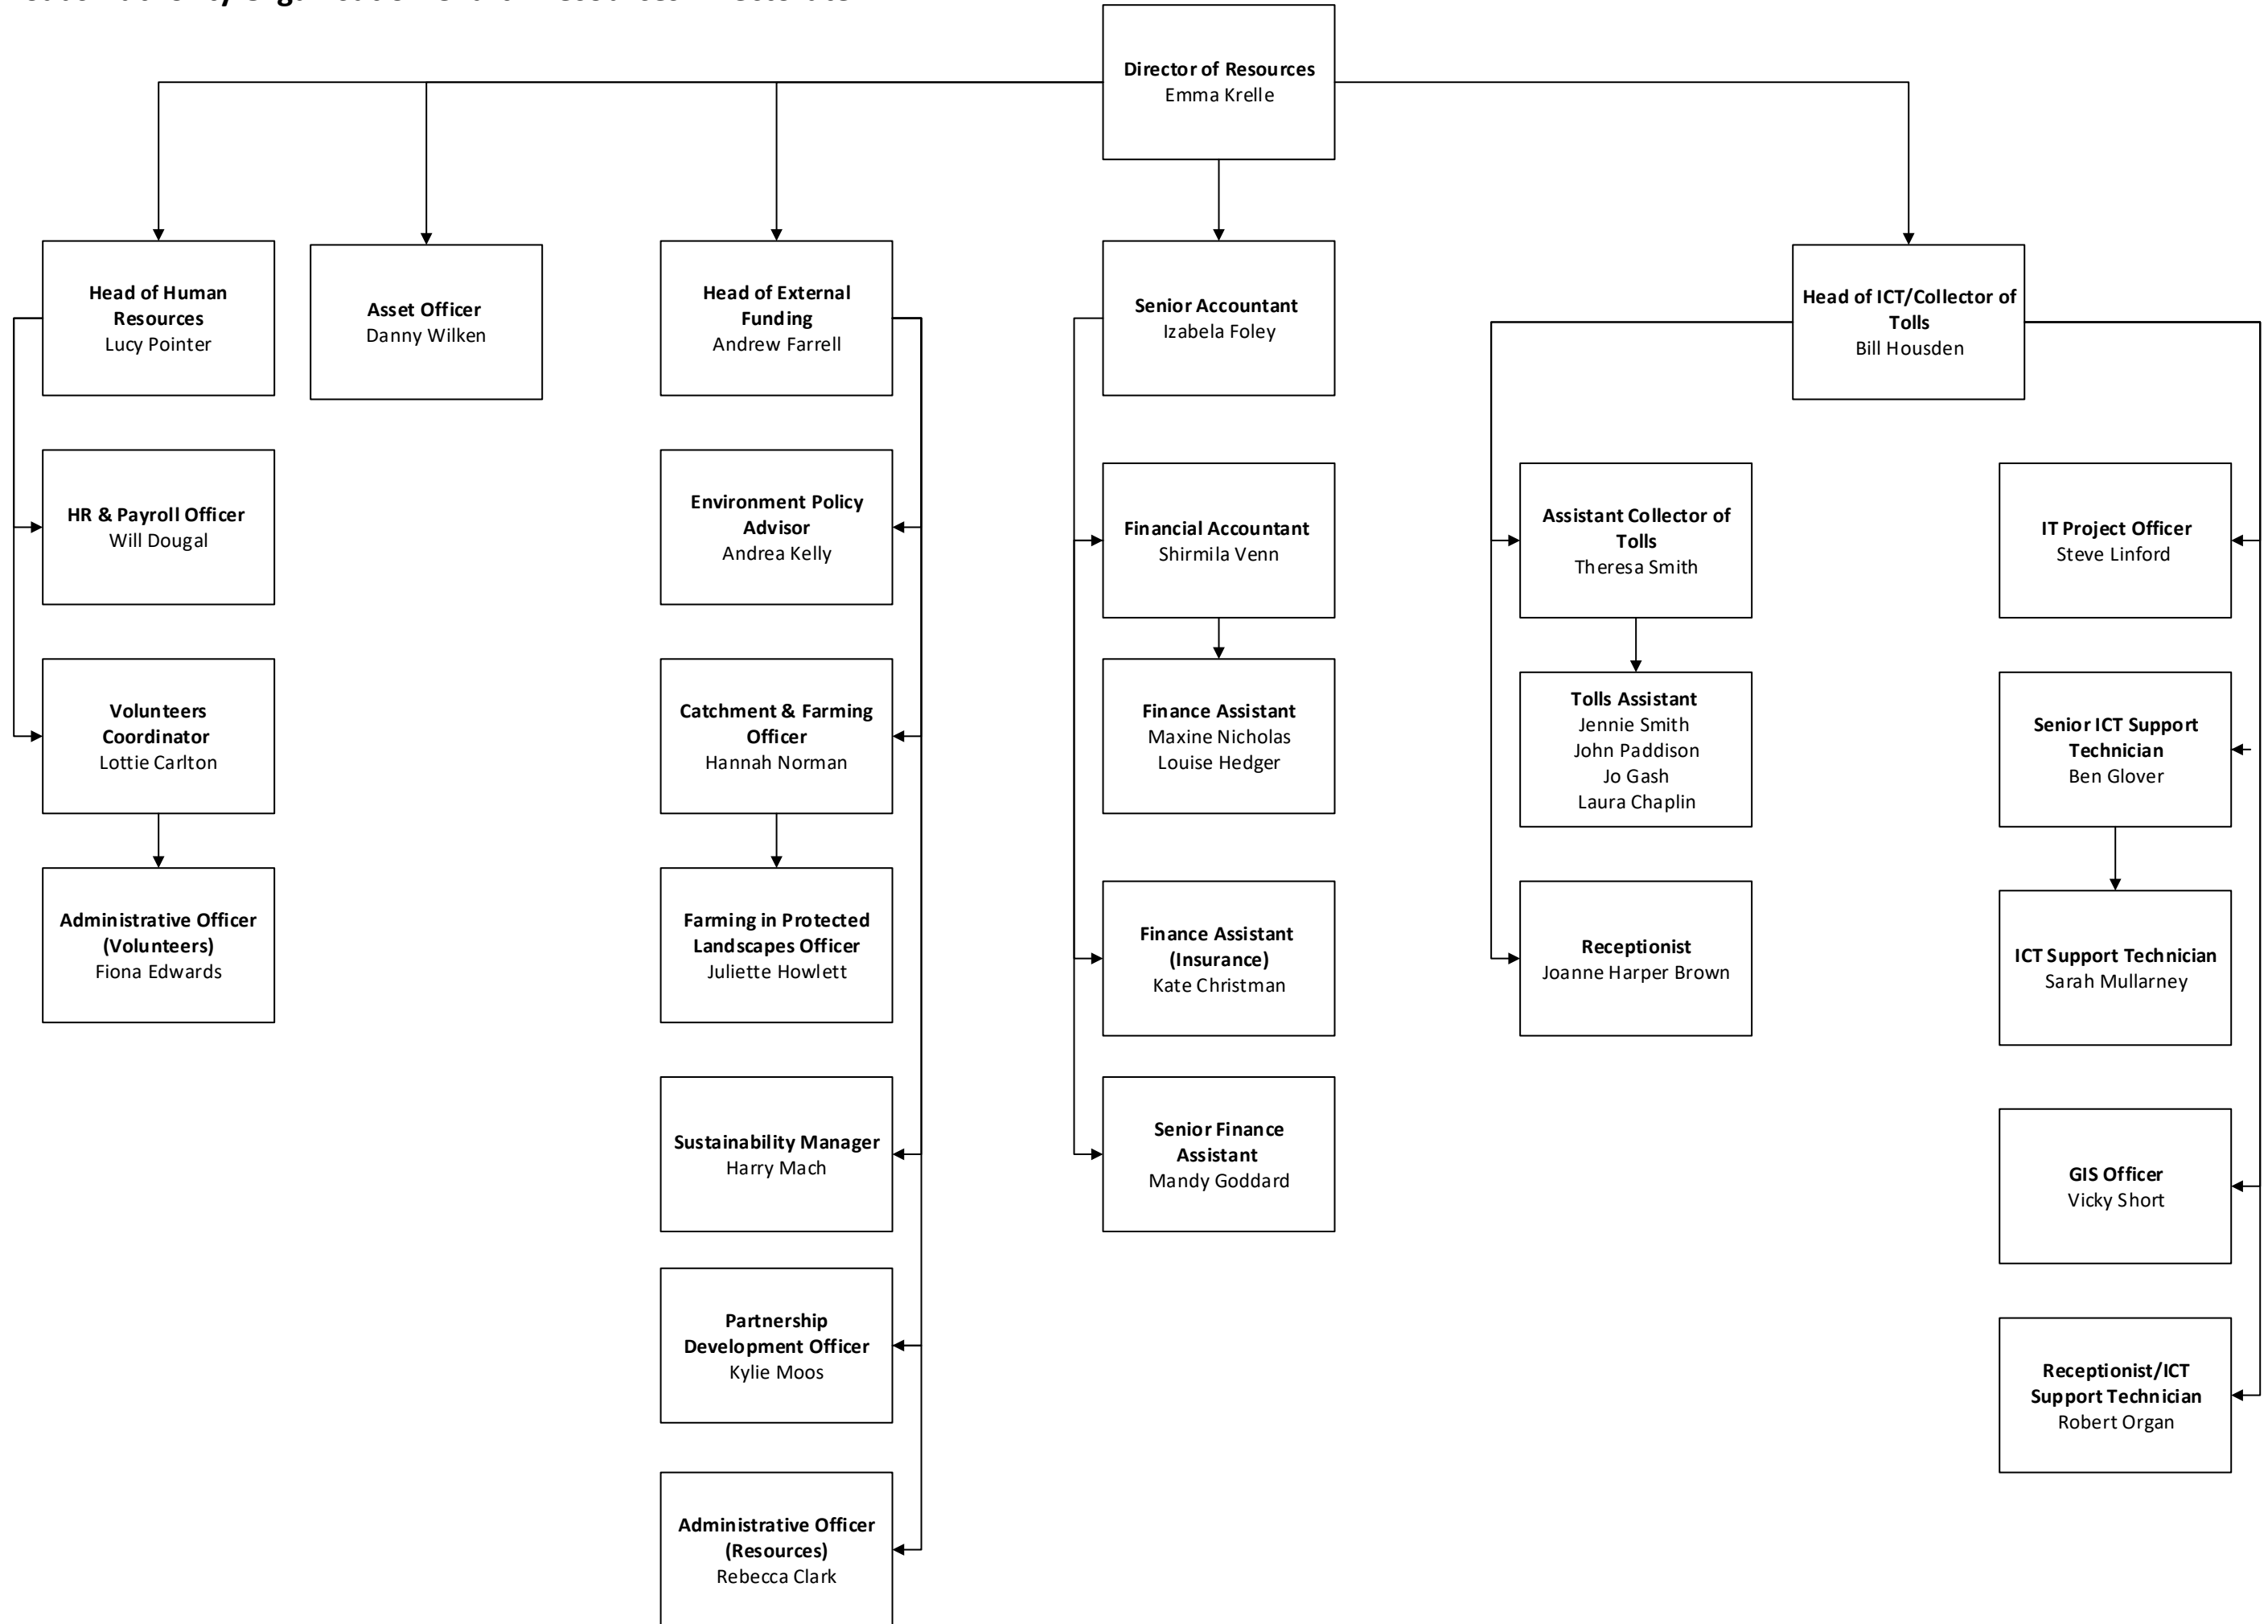 Director of Resources
Emma Krelle
Head of Human
Resources
Lucy Pointer
Asset Officer
Danny Wilken
Head of External
Funding
Andrew Farrell
Senior Accountant
Izabela Foley
Head of ICT/Collector of
Tolls
Bill Housden
HR & Payroll Officer
Will Dougal
Environment Policy
Advisor
Andrea Kelly
Financial Accountant
Shirmila Venn
Assistant Collector of
Tolls
Theresa Smith
IT Project Officer
Steve Linford
Volunteers
Coordinator
Lottie Carlton
Catchment & Farming
Officer
Hannah Norman
Finance Assistant
Maxine Nicholas
Louise Hedger
Tolls Assistant
Jennie Smith
John Paddison
Jo Gash
Laura Chaplin
Senior ICT Support
Technician
Ben Glover
Administrative Officer
(Volunteers)
Fiona Edwards
Farming in Protected
Landscapes Officer
Juliette Howlett
Finance Assistant
(Insurance)
Kate Christman
Receptionist
Joanne Harper Brown
ICT Support Technician
Sarah Mullarney
Sustainability Manager
Harry Mach
Senior Finance
Assistant
Mandy Goddard
GIS Officer
Vicky Short
Partnership
Development Officer
Kylie Moos
Receptionist/ICT
Support Technician
Robert Organ
Administrative Officer
(Resources)
Rebecca Clark